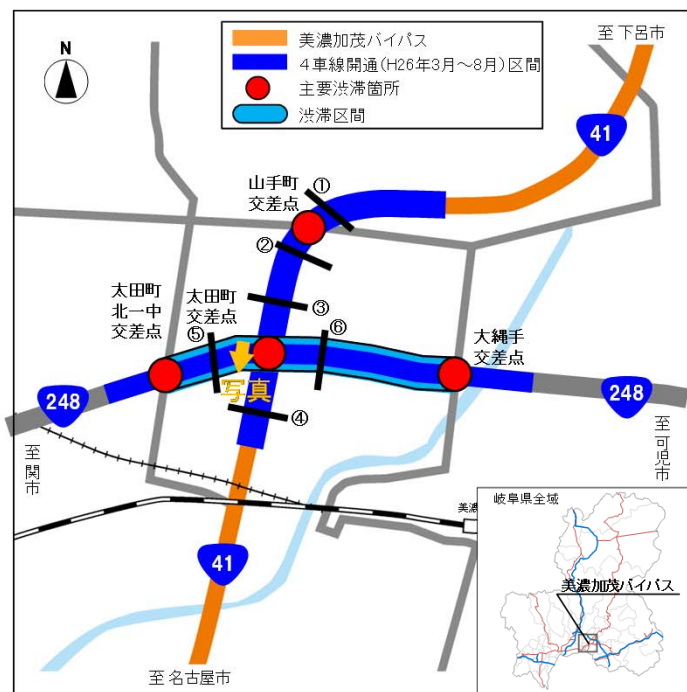 美濃加茂バイパス
4車線開通(H26年3月～8月)区間
主要渋滞箇所
渋滞区間
N
至 下呂市
41
山手町
交差点
①
②
③
太田町
北一中
交差点
太田町
交差点
⑤
⑥
大縄手
交差点
写真
④
248
248
至 関市
至 可児市
41
美濃
至 名古屋市
岐阜県全域
美濃加茂バイパス